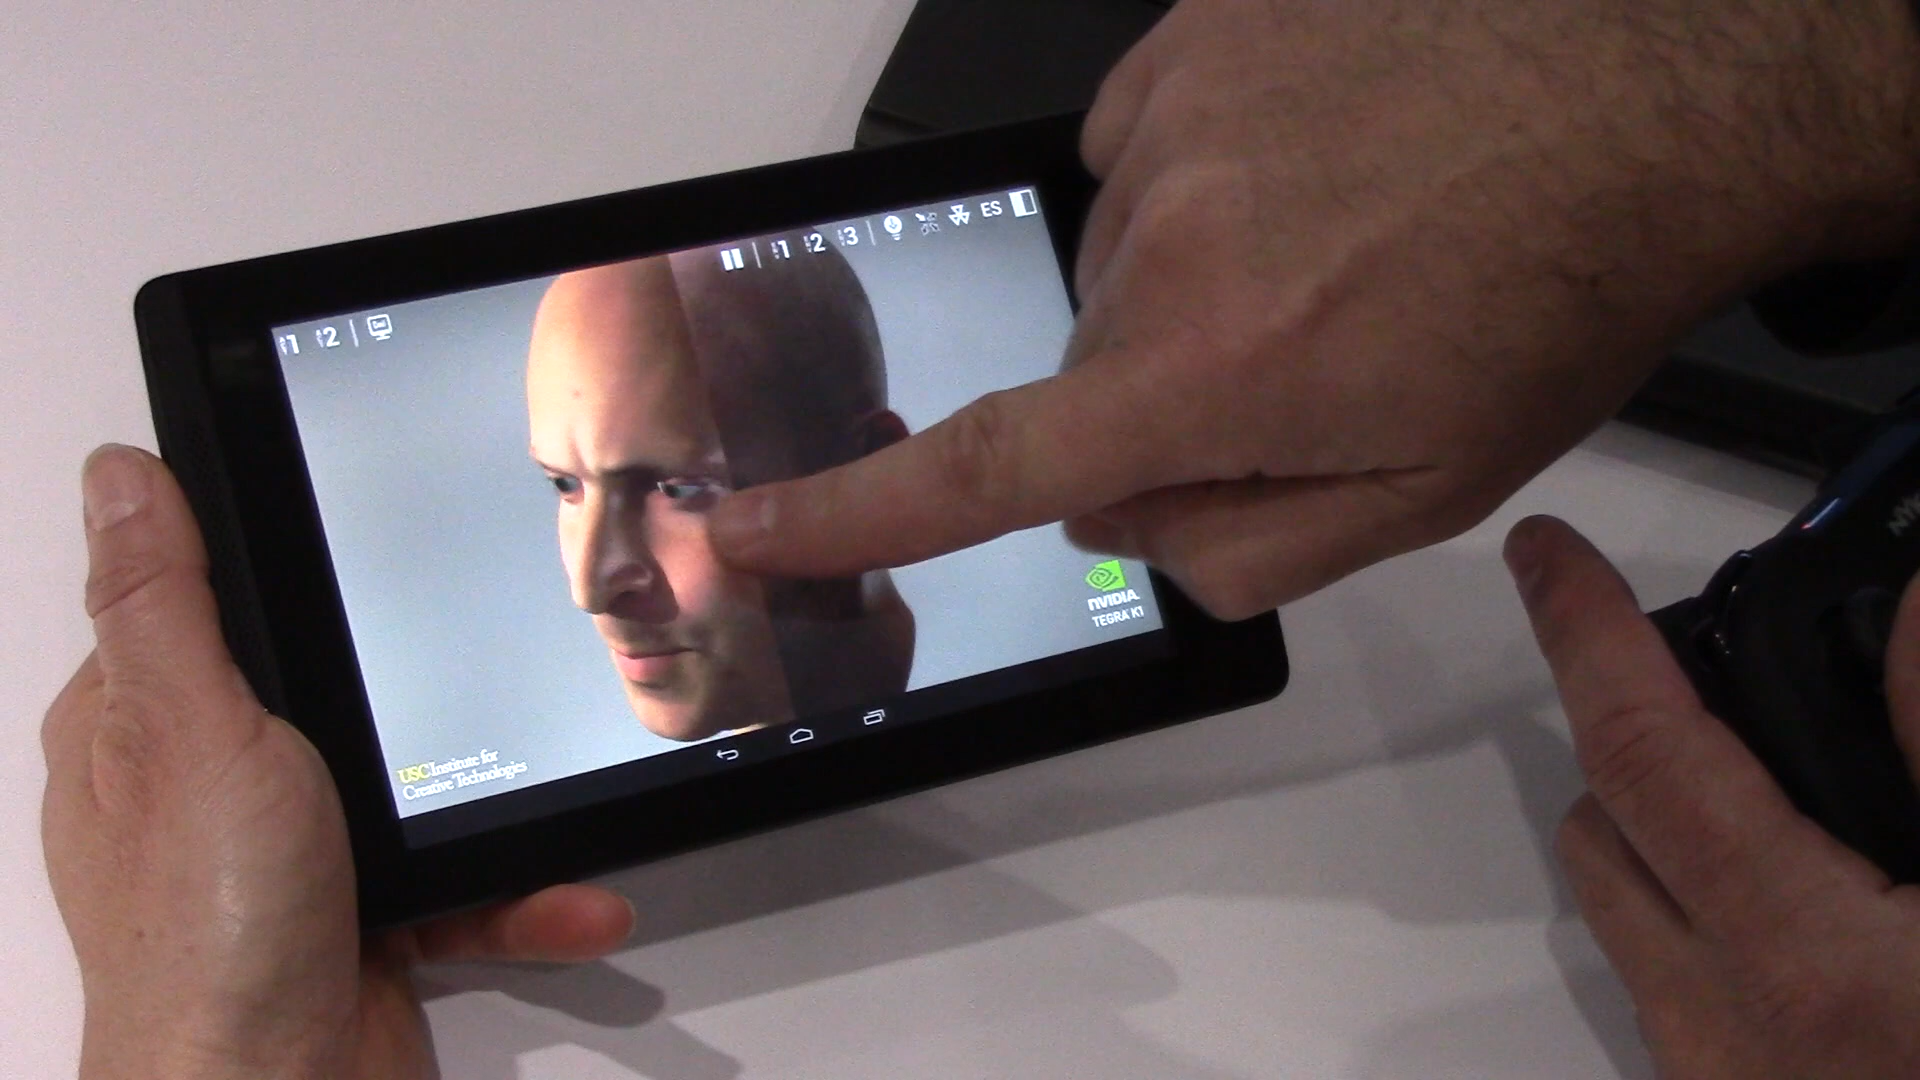 1 2
1 2 3 ES
NVIDIA.
TEGRA K1
USC Institute for
Creative Technologies